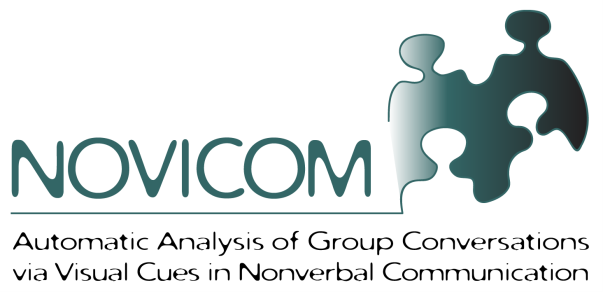 NOVICOM
Automatic Analysis of Group Conversations
via Visual Cues in Nonverbal Communication